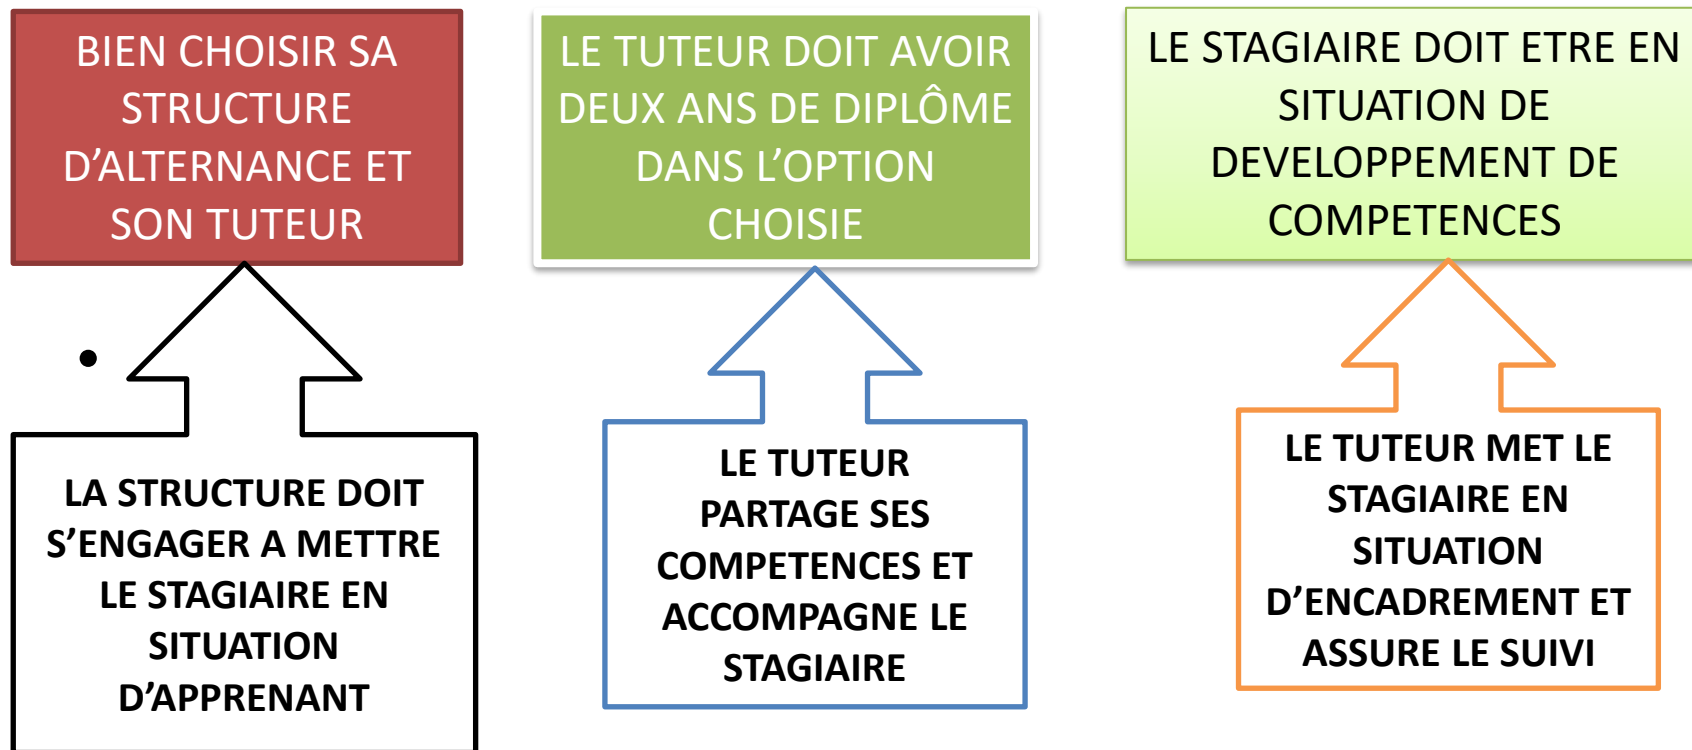 BIEN CHOISIR SA
STRUCTURE
D’ALTERNANCE ET
SON TUTEUR
LE TUTEUR DOIT AVOIR
DEUX ANS DE DIPLÔME
DANS L’OPTION
CHOISIE
LE STAGIAIRE DOIT ETRE EN
SITUATION DE
DEVELOPPEMENT DE
COMPETENCES
LA STRUCTURE DOIT
S’ENGAGER A METTRE
LE STAGIAIRE EN
SITUATION
D’APPRENANT
LE TUTEUR
PARTAGE SES
COMPETENCES ET
ACCOMPAGNE LE
STAGIAIRE
LE TUTEUR MET LE
STAGIAIRE EN
SITUATION
D’ENCADREMENT ET
ASSURE LE SUIVI